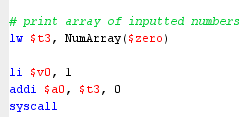 # print array of inputted numbers
lw $t3, NumArray($zero)
li $v0, 1
addi $a0, $t3, 0
syscall